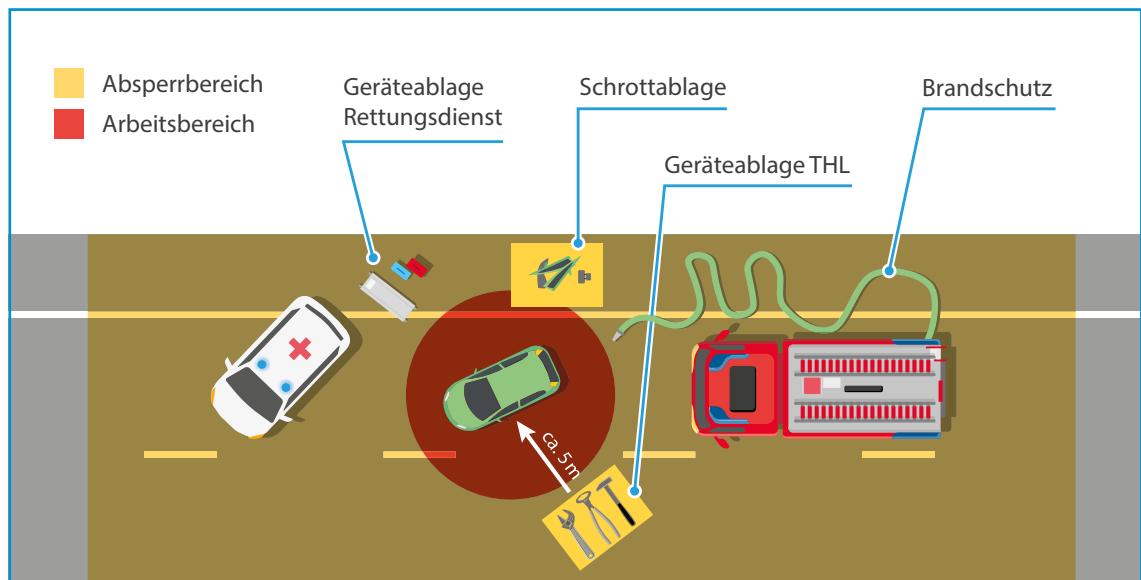 Absperrbereich
Arbeitsbereich
Geräteablage
Rettungsdienst
Schrottablage
Brandschutz
Geräteablage THL
ca. 5 m